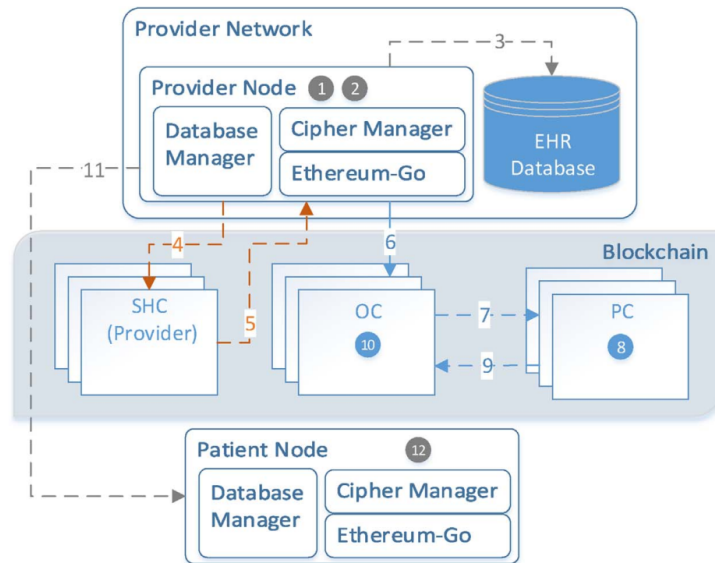 Provider Network
3
Provider Node 1 2
Database
Manager
Cipher Manager
Ethereum-Go
EHR
Database
11
4
5
6
Blockchain
SHC
(Provider)
OC
10
7
9
PC
8
Patient Node 12
Database
Manager
Cipher Manager
Ethereum-Go